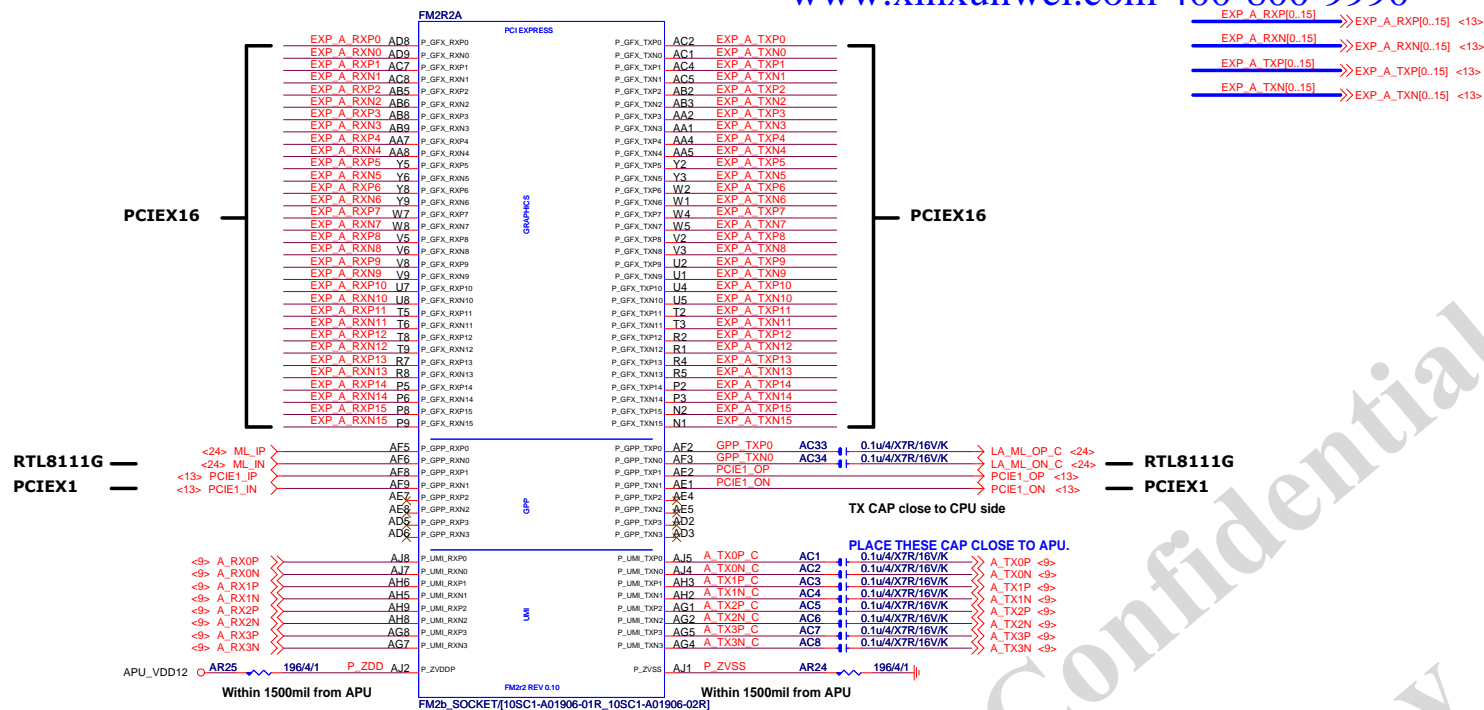 FM2R2A
PCI EXPRESS
EXP_A_RXP[0..15] EXP_A_RXP[0..15] <13>
EXP_A_RXN[0..15] EXP_A_RXN[0..15] <13>
EXP_A_TXP[0..15] EXP_A_TXP[0..15] <13>
EXP_A_TXN[0..15] EXP_A_TXN[0..15] <13>
EXP_A_RXP0 AD8 P_GFX_RXP0 P_GFX_TXP0 AC2 EXP_A_TXP0
EXP_A_RXN0 AD9 P_GFX_RXN0 P_GFX_TXN0 AC1 EXP_A_TXN0
EXP_A_RXP1 AC7 P_GFX_RXP1 P_GFX_TXP1 AC4 EXP_A_TXP1
EXP_A_RXN1 AC8 P_GFX_RXN1 P_GFX_TXN1 AC5 EXP_A_TXN1
EXP_A_RXP2 AB5 P_GFX_RXP2 P_GFX_TXP2 AB2 EXP_A_TXP2
EXP_A_RXN2 AB6 P_GFX_RXN2 P_GFX_TXN2 AB3 EXP_A_TXN2
EXP_A_RXP3 AB8 P_GFX_RXP3 P_GFX_TXP3 AA2 EXP_A_TXP3
EXP_A_RXN3 AB9 P_GFX_RXN3 P_GFX_TXN3 AA1 EXP_A_TXN3
EXP_A_RXP4 AA7 P_GFX_RXP4 P_GFX_TXP4 AA4 EXP_A_TXP4
EXP_A_RXN4 AA8 P_GFX_RXN4 P_GFX_TXN4 AA5 EXP_A_TXN4
EXP_A_RXP5 Y5 P_GFX_RXP5 P_GFX_TXP5 Y2 EXP_A_TXP5
EXP_A_RXN5 Y6 P_GFX_RXN5 P_GFX_TXN5 Y3 EXP_A_TXN5
EXP_A_RXP6 Y8 P_GFX_RXP6 P_GFX_TXP6 W2 EXP_A_TXP6
EXP_A_RXN6 Y9 P_GFX_RXN6 P_GFX_TXN6 W1 EXP_A_TXN6
EXP_A_RXP7 W7 P_GFX_RXP7 P_GFX_TXP7 W4 EXP_A_TXP7
PCIEX16 GRAPHICS PCIEX16
EXP_A_RXN7 W8 P_GFX_RXN7 P_GFX_TXN7 W5 EXP_A_TXN7
EXP_A_RXP8 V5 P_GFX_RXP8 P_GFX_TXP8 V2 EXP_A_TXP8
EXP_A_RXN8 V6 P_GFX_RXN8 P_GFX_TXN8 V3 EXP_A_TXN8
EXP_A_RXP9 V8 P_GFX_RXP9 P_GFX_TXP9 U2 EXP_A_TXP9
EXP_A_RXN9 V9 P_GFX_RXN9 P_GFX_TXN9 U1 EXP_A_TXN9
EXP_A_RXP10 U7 P_GFX_RXP10 P_GFX_TXP10 U4 EXP_A_TXP10
EXP_A_RXN10 U8 P_GFX_RXN10 P_GFX_TXN10 U5 EXP_A_TXN10
EXP_A_RXP11 T5 P_GFX_RXP11 P_GFX_TXP11 T2 EXP_A_TXP11
EXP_A_RXN11 T6 P_GFX_RXN11 P_GFX_TXN11 T3 EXP_A_TXN11
EXP_A_RXP12 T8 P_GFX_RXP12 P_GFX_TXP12 R2 EXP_A_TXP12
EXP_A_RXN12 T9 P_GFX_RXN12 P_GFX_TXN12 R1 EXP_A_TXN12
EXP_A_RXP13 R7 P_GFX_RXP13 P_GFX_TXP13 R4 EXP_A_TXP13
EXP_A_RXN13 R8 P_GFX_RXN13 P_GFX_TXN13 R5 EXP_A_TXN13
EXP_A_RXP14 P5 P_GFX_RXP14 P_GFX_TXP14 P2 EXP_A_TXP14
EXP_A_RXN14 P6 P_GFX_RXN14 P_GFX_TXN14 P3 EXP_A_TXN14
EXP_A_RXP15 P8 P_GFX_RXP15 P_GFX_TXP15 N2 EXP_A_TXP15
EXP_A_RXN15 P9 P_GFX_RXN15 P_GFX_TXN15 N1 EXP_A_TXN15
<24> ML_IP AF5 P_GPP_RXP0 P_GPP_TXP0 AF2 GPP_TXP0 AC33 0.1u/4/X7R/16V/K LA_ML_OP_C <24>
RTL8111G <24> ML_IN AF6 P_GPP_RXN0 P_GPP_TXN0 AF3 GPP_TXN0 AC34 0.1u/4/X7R/16V/K LA_ML_ON_C <24> RTL8111G
<13> PCIE1_IP AF8 P_GPP_RXP1 P_GPP_TXP1 AE2 PCIE1_OP PCIE1_OP <13>
PCIEX1 <13> PCIE1_IN AF9 P_GPP_RXN1 P_GPP_TXN1 AE1 PCIE1_ON PCIE1_ON <13> PCIEX1
AE7 P_GPP_RXP2 P_GPP_TXP2 AE4
AE8 P_GPP_RXN2 GPP P_GPP_TXN2 AE5 TX CAP close to CPU side
AD5 P_GPP_RXP3 P_GPP_TXP3 AD2
AD6 P_GPP_RXN3 P_GPP_TXN3 AD3
PLACE THESE CAP CLOSE TO APU.
<9> A_RX0P AJ8 P_UMI_RXP0 P_UMI_TXP0 AJ5 A_TX0P_C AC1 0.1u/4/X7R/16V/K A_TX0P <9>
<9> A_RX0N AJ7 P_UMI_RXN0 P_UMI_TXN0 AJ4 A_TX0N_C AC2 0.1u/4/X7R/16V/K A_TX0N <9>
<9> A_RX1P AH6 P_UMI_RXP1 P_UMI_TXP1 AH3 A_TX1P_C AC3 0.1u/4/X7R/16V/K A_TX1P <9>
<9> A_RX1N AH5 P_UMI_RXN1 P_UMI_TXN1 AH2 A_TX1N_C AC4 0.1u/4/X7R/16V/K A_TX1N <9>
<9> A_RX2P AH9 P_UMI_RXP2 UMI P_UMI_TXP2 AG1 A_TX2P_C AC5 0.1u/4/X7R/16V/K A_TX2P <9>
<9> A_RX2N AH8 P_UMI_RXN2 P_UMI_TXN2 AG2 A_TX2N_C AC6 0.1u/4/X7R/16V/K A_TX2N <9>
<9> A_RX3P AG8 P_UMI_RXP3 P_UMI_TXP3 AG5 A_TX3P_C AC7 0.1u/4/X7R/16V/K A_TX3P <9>
<9> A_RX3N AG7 P_UMI_RXN3 P_UMI_TXN3 AG4 A_TX3N_C AC8 0.1u/4/X7R/16V/K A_TX3N <9>
APU_VDD12 AR25 196/4/1 P_ZDD AJ2 P_ZVDDP P_ZVSS AJ1 P_ZVSS AR24 196/4/1
Within 1500mil from APU FM2r2 REV 0.10 Within 1500mil from APU
FM2b_SOCKET/[10SC1-A01906-01R_10SC1-A01906-02R]
Confidential